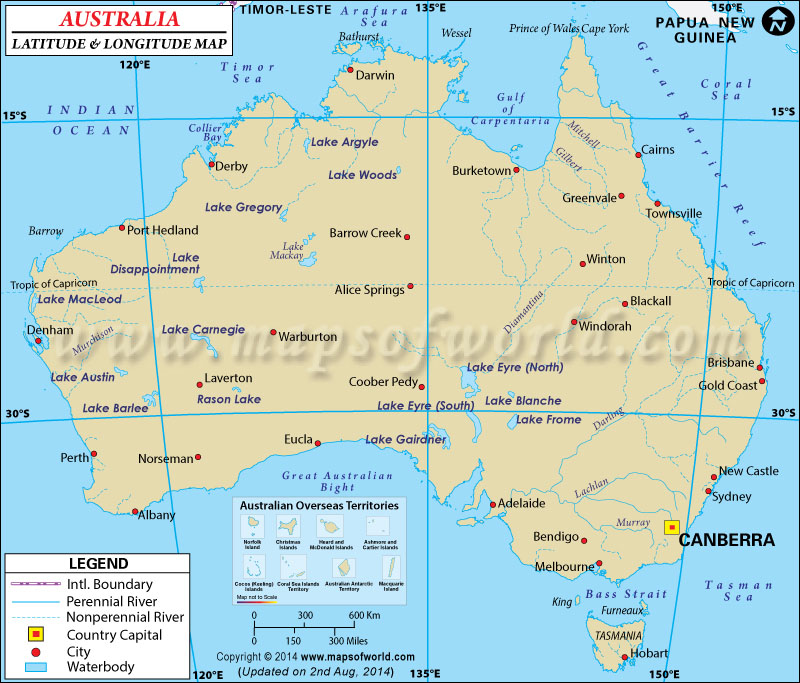 AUSTRALIA
LATITUDE & LONGITUDE MAP
TIMOR-LESTE
Arafura
Sea
135°E
150°E
PAPUA NEW
GUINEA
N
120°E
Bathurst
Wessel
Prince of Wales
Cape York
Timor
Sea
Darwin
Coral
Sea
Great Barrier Reef
INDIAN
OCEAN
15°S
15°S
Gulf
of
Carpentaria
Collier
Bay
Lake Argyle
Mitchell
Gilbert
Cairns
Derby
Lake Woods
Burketown
Greenvale
Townsville
Lake Gregory
Barrow
Port Hedland
Barrow Creek
Lake
Mackay
Lake
Disappointment
Winton
Tropic of Capricorn
Tropic of Capricorn
Alice Springs
Lake MacLeod
Diamantina
Blackall
Windorah
Denham
Murchison
Lake Carnegie
Warburton
www.mapsofworld.com
Brisbane
Gold Coast
Lake Austin
Laverton
Rason Lake
Coober Pedy
Lake Eyre (North)
Lake Barlee
Lake Eyre (South)
Lake Blanche
Lake Frome
30°S
30°S
Darling
Eucla
Lake Gairdner
Perth
Norseman
New Castle
Sydney
Great Australian
Bight
Lachlan
Albany
Adelaide
Murray
CANBERRA
Bendigo
Melbourne
Australian Overseas Territories
Norfolk
Island
Christmas
Islands
Heard and
McDonald Islands
Ashmore and
Cartier Islands
Cocos (Keeling)
Islands
Coral Sea Islands
Territory
Australian Antarctic
Territory
Macquarie
Island
Map not to Scale
Bass Strait
Tasman
Sea
King
Furneaux
TASMANIA
Hobart
LEGEND
Intl. Boundary
Perennial River
Nonperennial River
Country Capital
City
Waterbody
0
300
600 Km
0
150
300 Miles
Copyright © 2014 www.mapsofworld.com
(Updated on 2nd Aug, 2014)
120°E
135°E
150°E